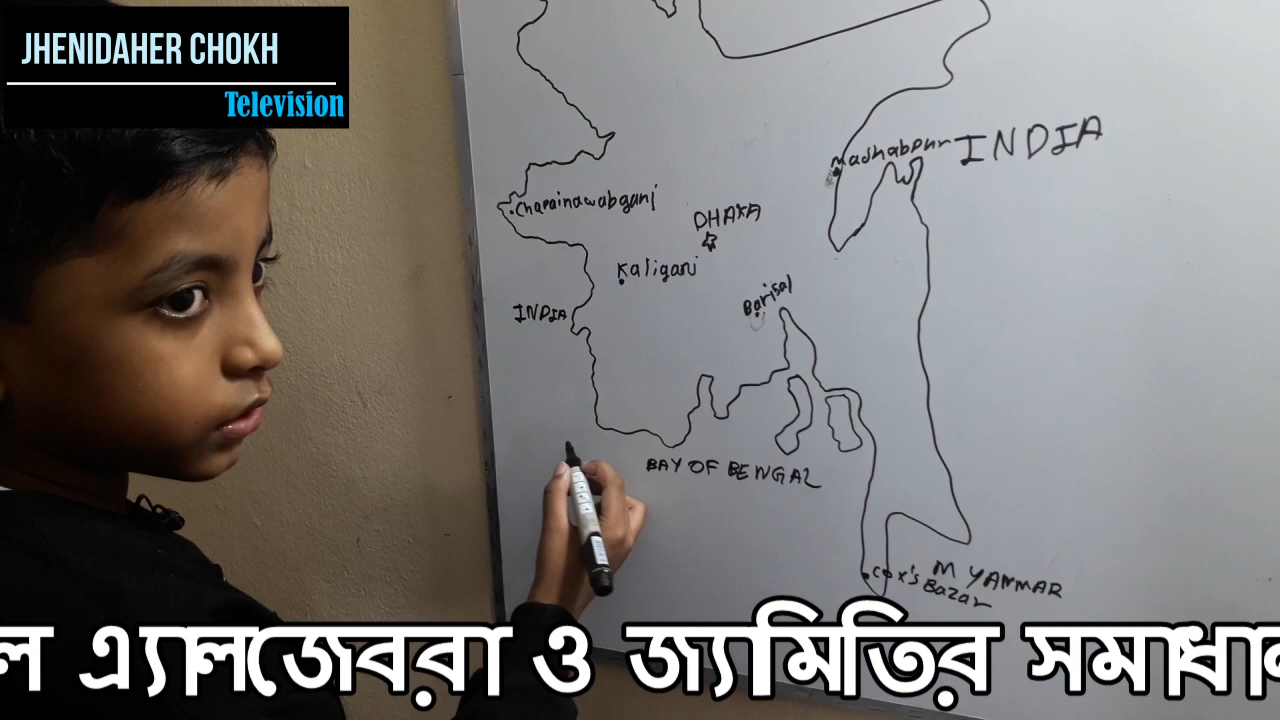 JHENIDAHER CHOKH
Television
Madhabpur
INDIA
Chapainawabganj
DHAKA
Kaliganj
Barisal
INDIA
BAY OF BENGAL
MYANMAR
Cox's
Bazar
ল এ্যালজেবরা ও জ্যামিতির সমাধান